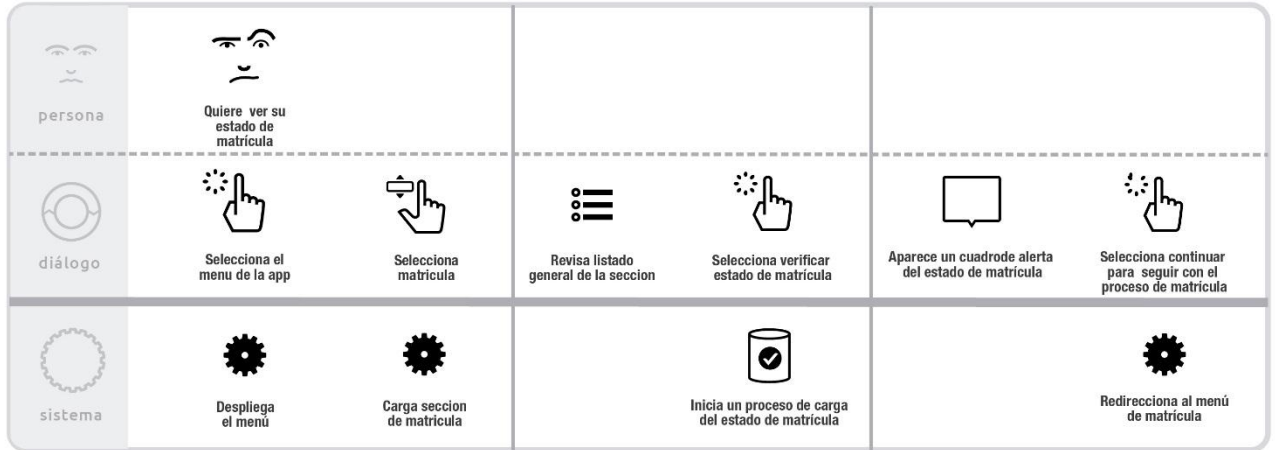 persona
Quiere ver su
estado de
matrícula
diálogo
Selecciona el
menu de la app
Selecciona
matricula
Revisa listado
general de la seccion
Selecciona verificar
estado de matrícula
Aparece un cuadrode alerta
del estado de matrícula
Selecciona continuar
para seguir con el
proceso de matrícula
sistema
Despliega
el menú
Carga seccion
de matricula
Inicia un proceso de carga
del estado de matrícula
Redirecciona al menú
de matrícula